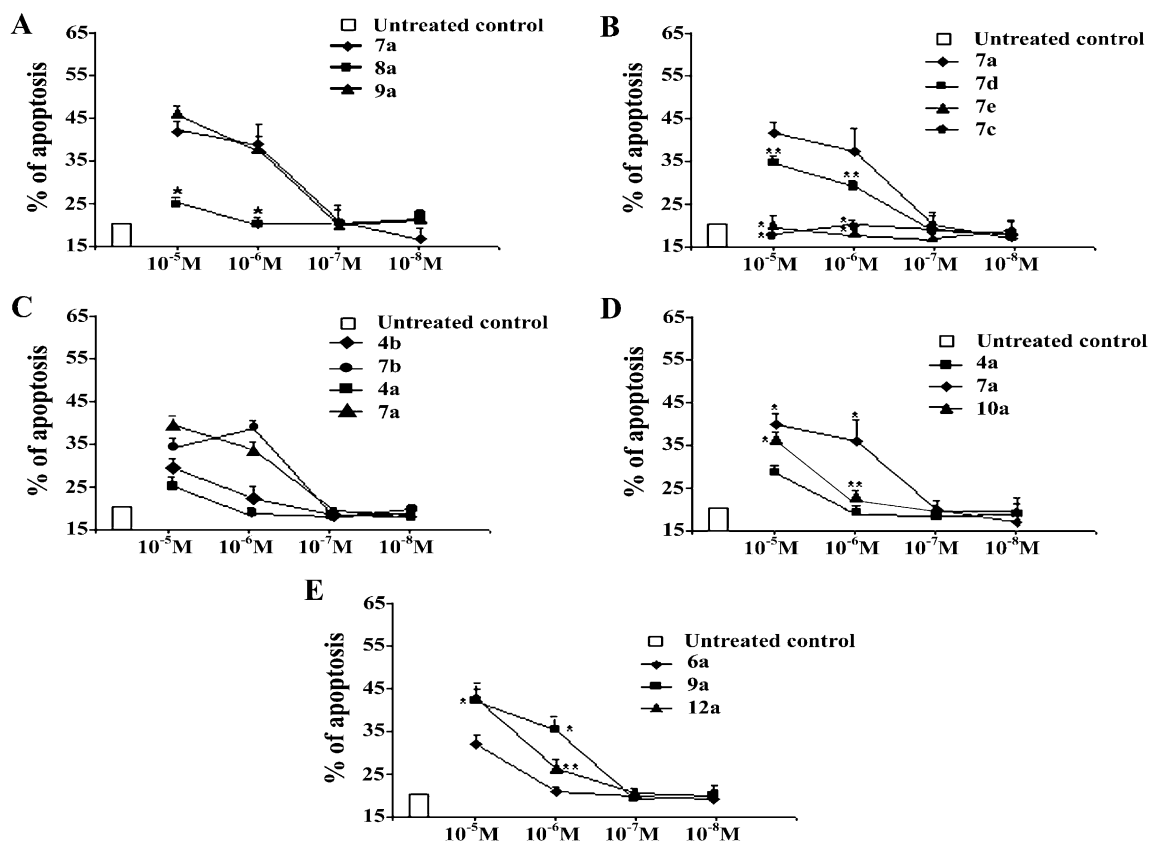 A
% of apoptosis
65
55
45
35
25
15
10⁻⁵M 10⁻⁶M 10⁻⁷M 10⁻⁸M
Untreated control
7a
8a
9a
*
*
B
% of apoptosis
65
55
45
35
25
15
10⁻⁵M 10⁻⁶M 10⁻⁷M 10⁻⁸M
Untreated control
7a
7d
7e
7c
**
**
*
*
*
*
C
% of apoptosis
65
55
45
35
25
15
10⁻⁵M 10⁻⁶M 10⁻⁷M 10⁻⁸M
Untreated control
4b
7b
4a
7a
D
% of apoptosis
65
55
45
35
25
15
10⁻⁵M 10⁻⁶M 10⁻⁷M 10⁻⁸M
Untreated control
4a
7a
10a
*
*
*
**
E
% of apoptosis
65
55
45
35
25
15
10⁻⁵M 10⁻⁶M 10⁻⁷M 10⁻⁸M
Untreated control
6a
9a
12a
*
*
**